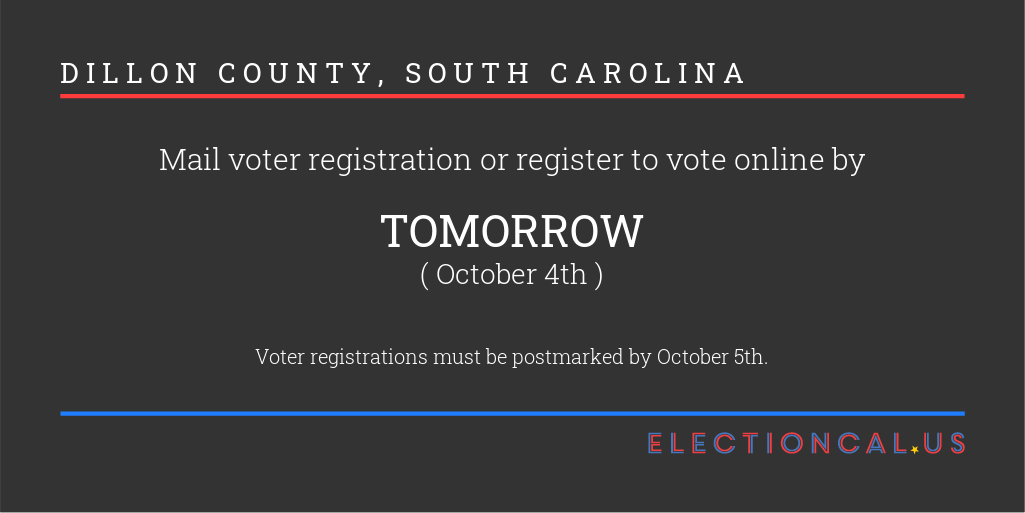 DILLON COUNTY, SOUTH CAROLINA
Mail voter registration or register to vote online by
TOMORROW
( October 4th )
Voter registrations must be postmarked by October 5th.
ELECTIONCAL.US